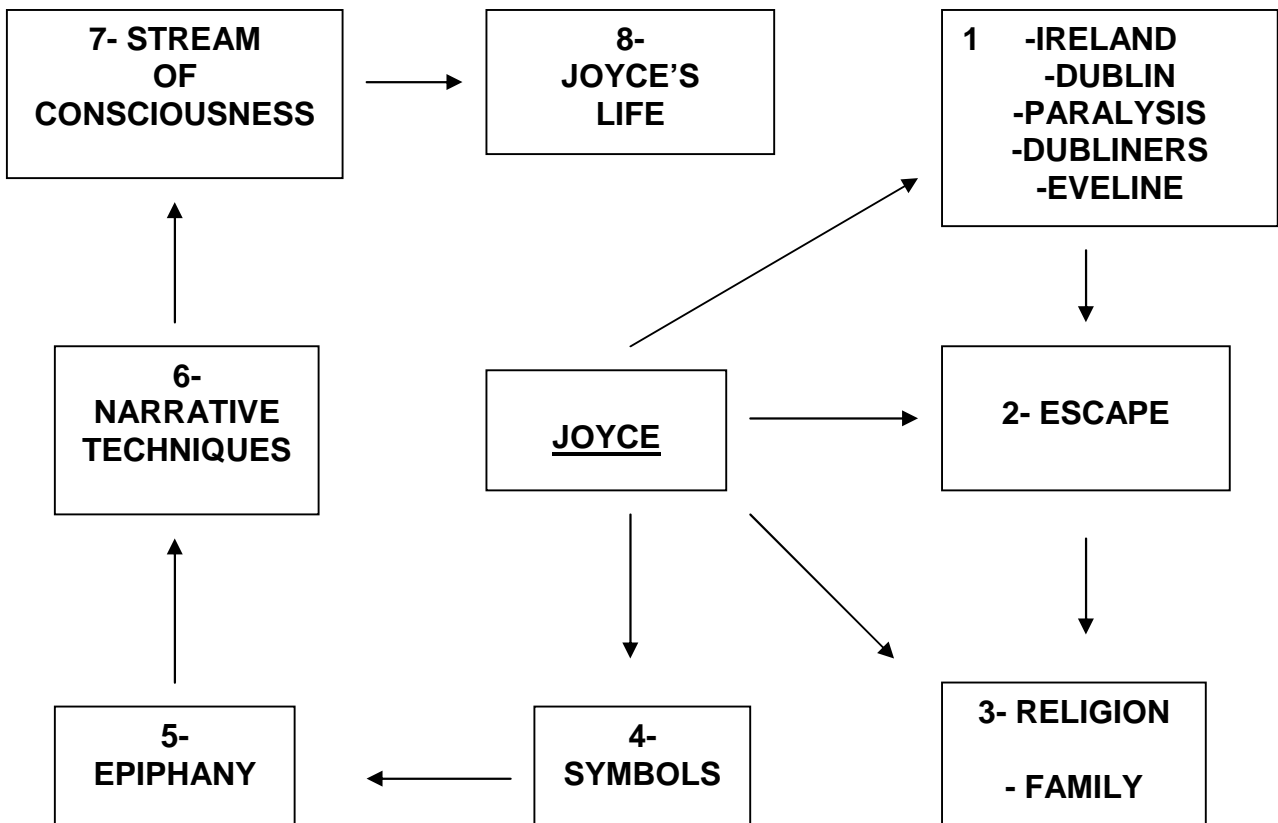 7- STREAM
OF
CONSCIOUSNESS
8-
JOYCE’S
LIFE
1 -IRELAND
-DUBLIN
-PARALYSIS
-DUBLINERS
-EVELINE
6-
NARRATIVE
TECHNIQUES
JOYCE
2- ESCAPE
5-
EPIPHANY
4-
SYMBOLS
3- RELIGION
- FAMILY